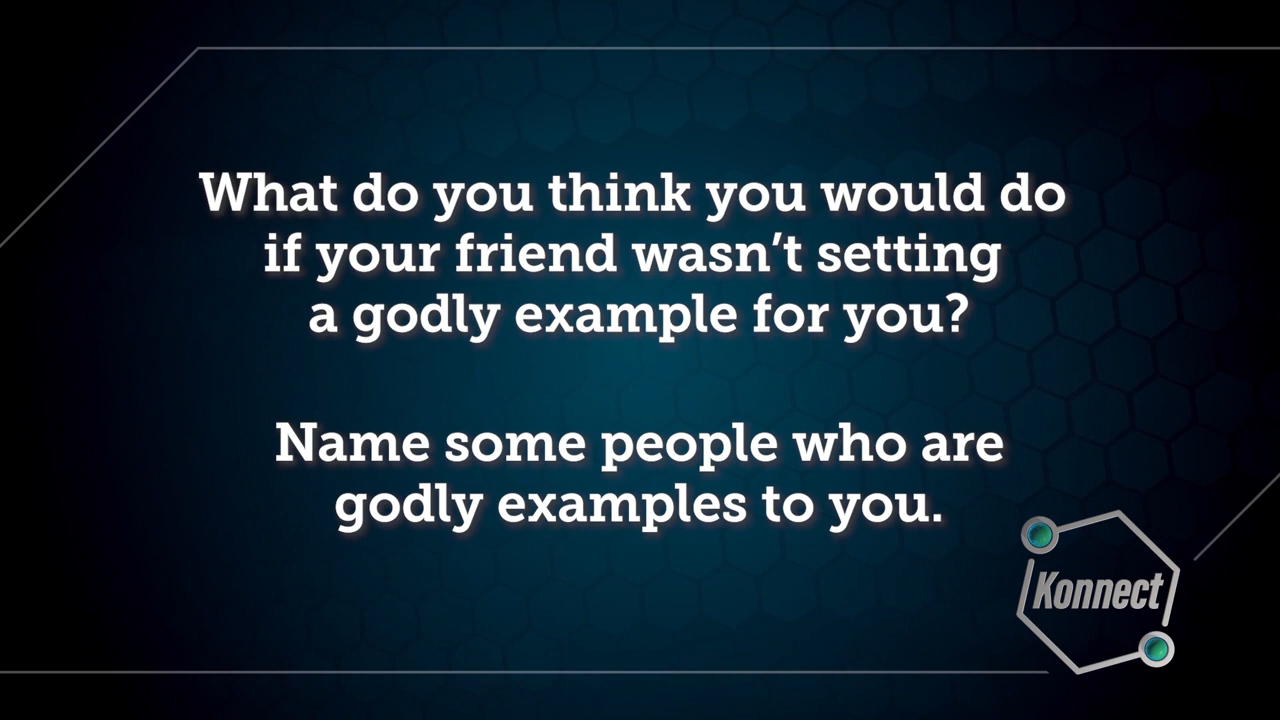 What do you think you would do
if your friend wasn’t setting
a godly example for you?
Name some people who are
godly examples to you.
Konnect